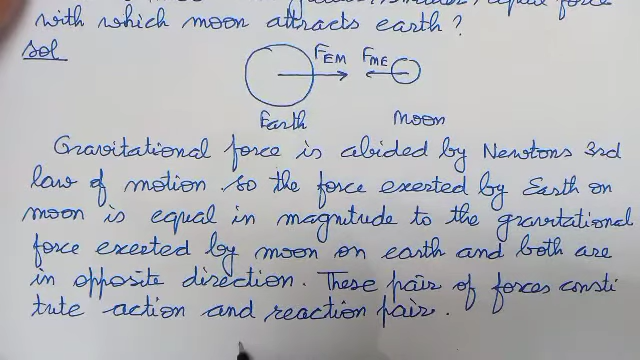 equal force
with which moon attracts earth?
Sol
FEM FME
Earth moon
Gravitational force is abided by Newtons 3rd
law of motion so the force exerted by Earth on
moon is equal in magnitude to the gravitational
force exerted by moon on earth and both are
in opposite direction. These pair of forces consti
tute action and reaction pair.